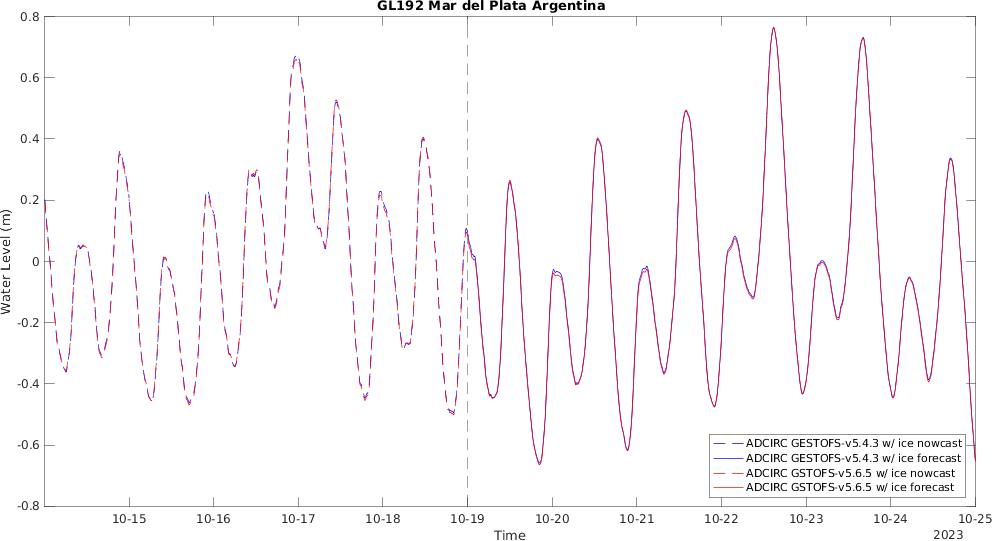 GL192 Mar del Plata Argentina
Water Level (m)
0.8
0.6
0.4
0.2
0
-0.2
-0.4
-0.6
-0.8
ADCIRC GESTOFS-v5.4.3 w/ ice nowcast
ADCIRC GESTOFS-v5.4.3 w/ ice forecast
ADCIRC GSTOFS-v5.6.5 w/ ice nowcast
ADCIRC GSTOFS-v5.6.5 w/ ice forecast
10-15 10-16 10-17 10-18 10-19 10-20 10-21 10-22 10-23 10-24 10-25
Time
2023